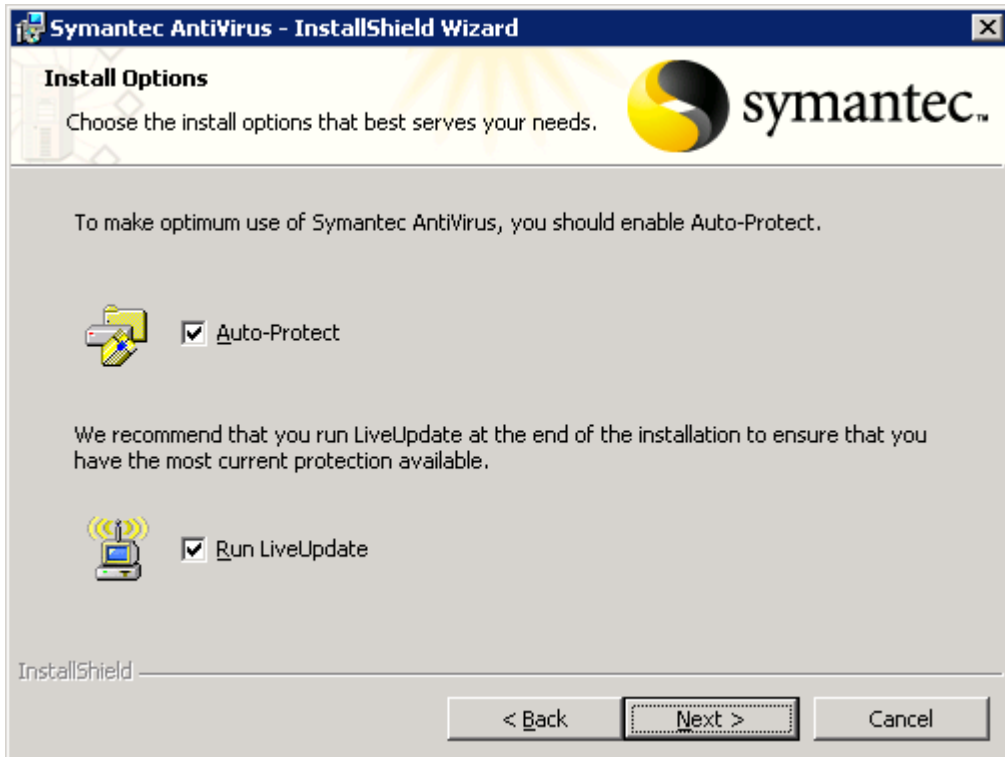 Symantec AntiVirus - InstallShield Wizard
Install Options
Choose the install options that best serves your needs.
symantec™
To make optimum use of Symantec AntiVirus, you should enable Auto-Protect.
Auto-Protect
We recommend that you run LiveUpdate at the end of the installation to ensure that you
have the most current protection available.
Run LiveUpdate
InstallShield
< Back Next > Cancel